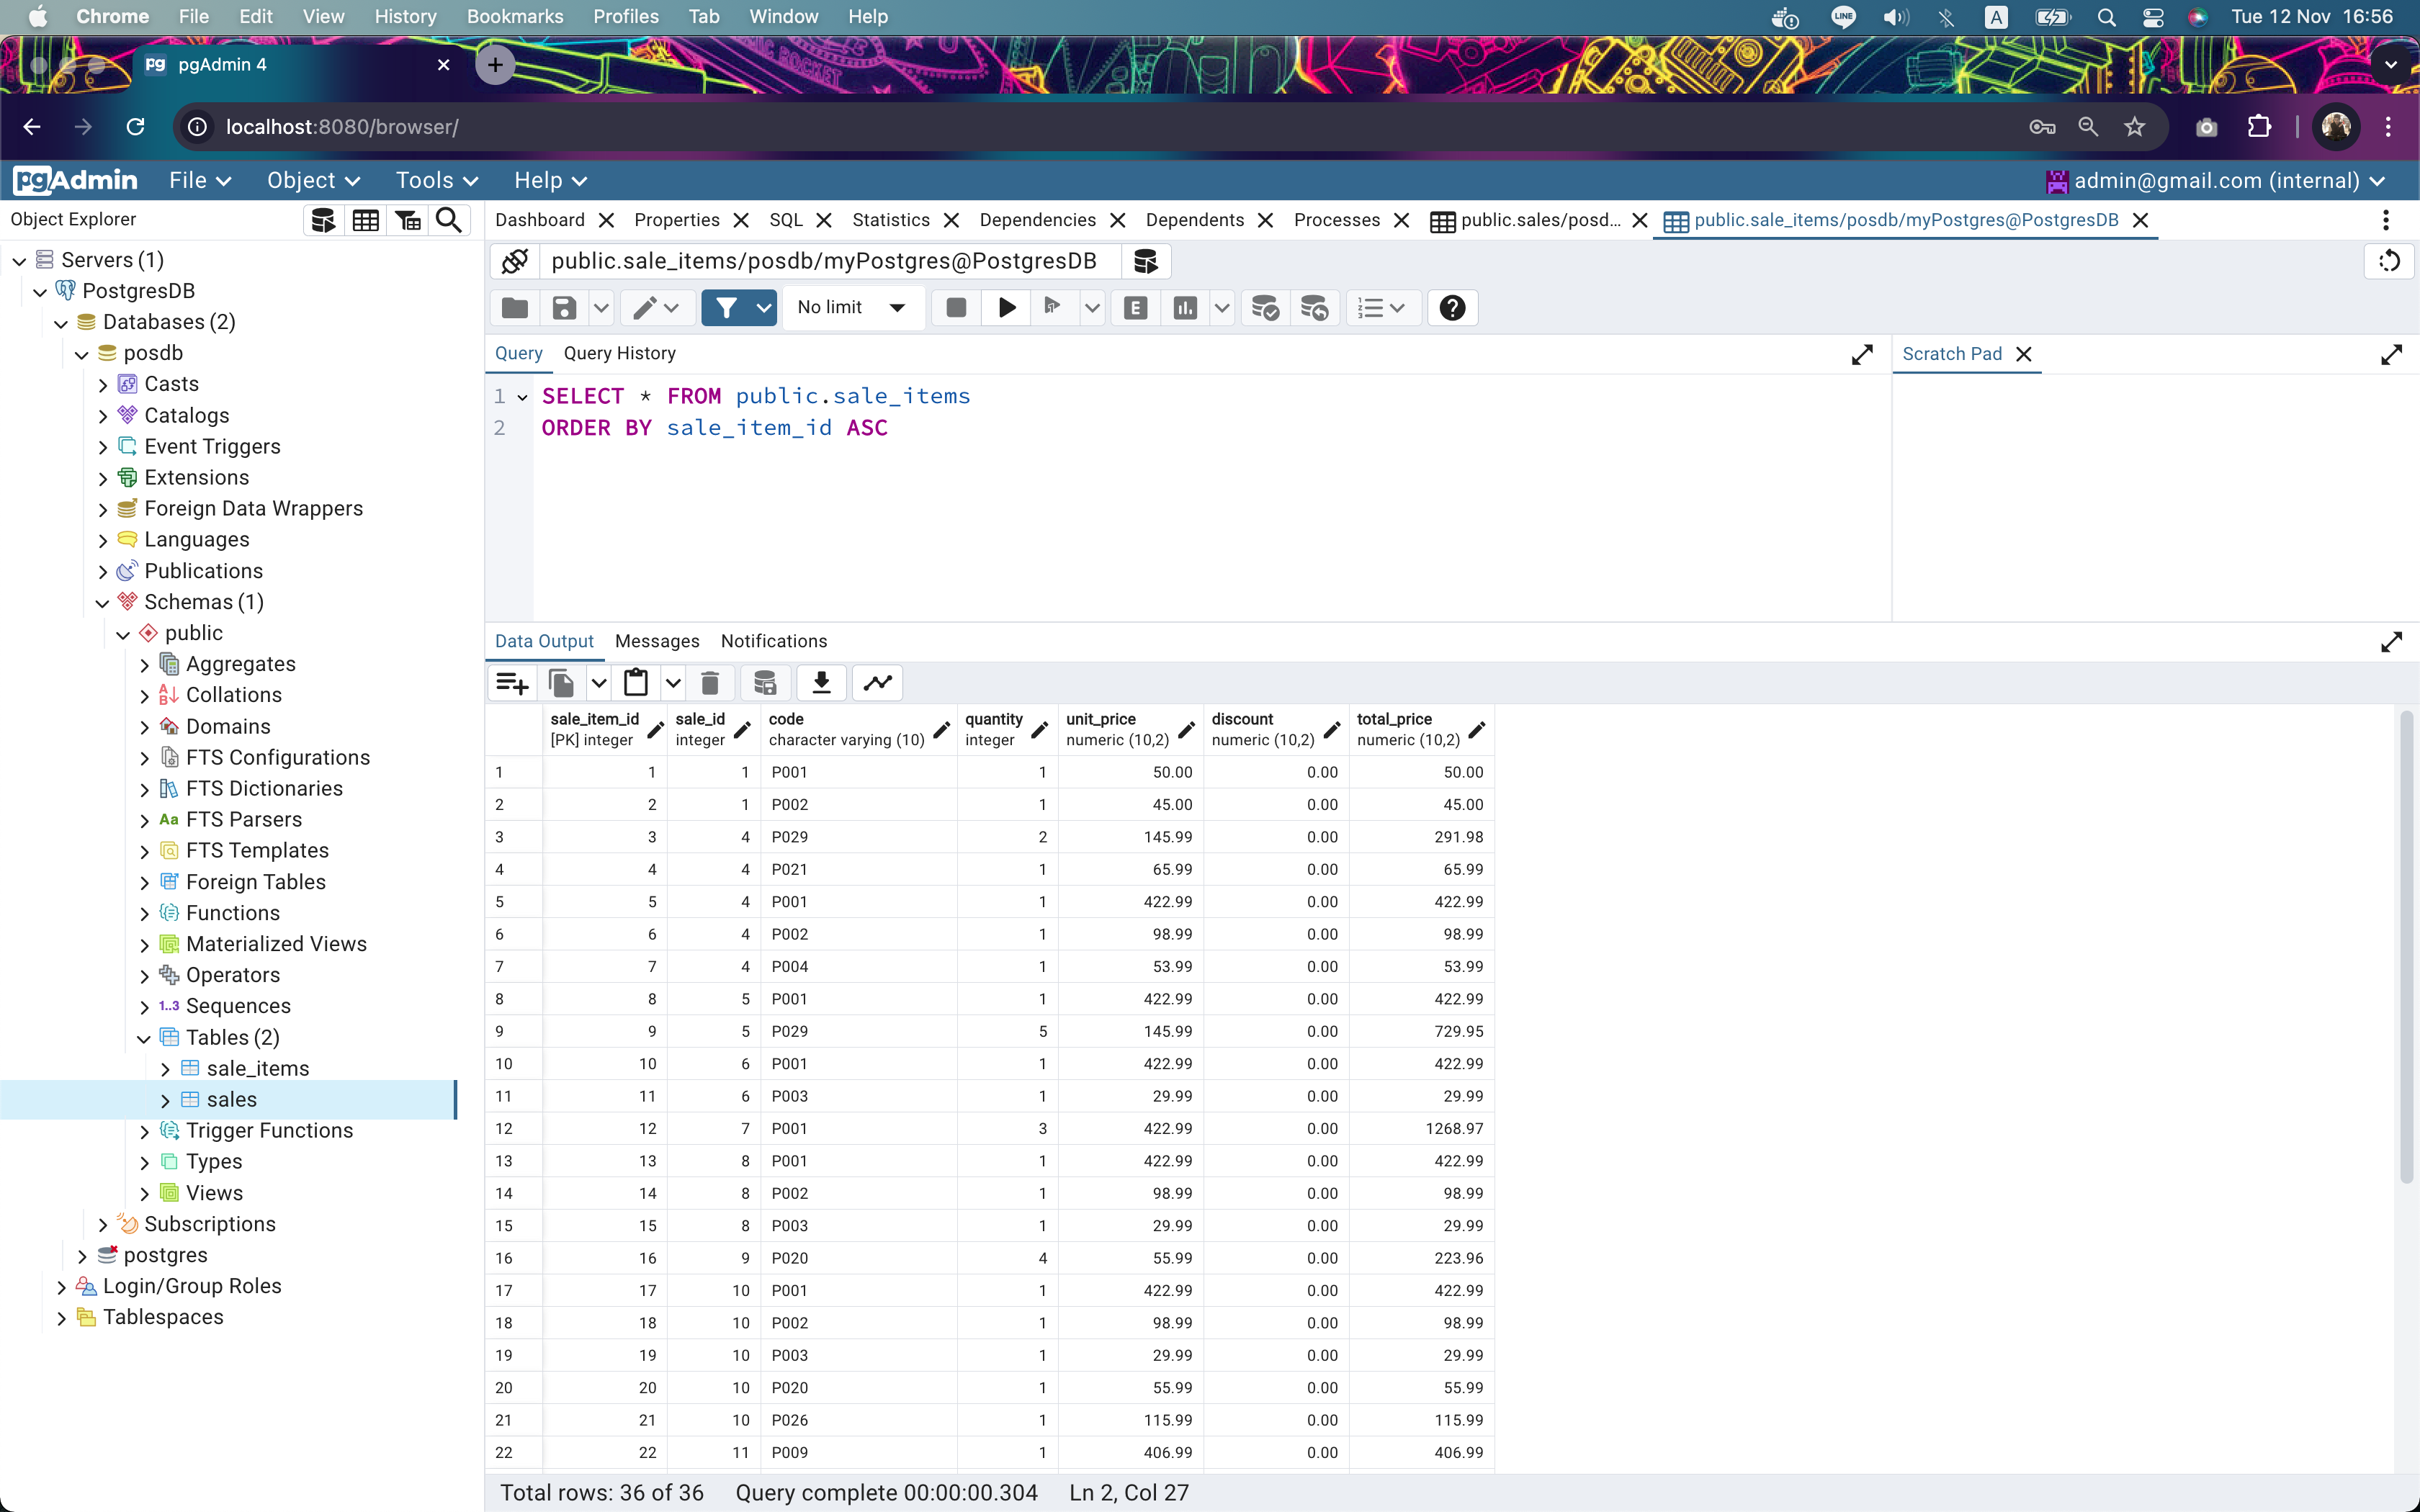 Chrome File Edit View History Bookmarks Profiles Tab Window Help LINE A Tue 12 Nov 16:56
pgAdmin 4
localhost:8080/browser/
pgAdmin File Object Tools Help admin@gmail.com (internal)
Object Explorer
Dashboard Properties SQL Statistics Dependencies Dependents Processes public.sales/posd... public.sale_items/posdb/myPostgres@PostgresDB
Servers (1)
PostgresDB
Databases (2)
posdb
Casts
Catalogs
Event Triggers
Extensions
Foreign Data Wrappers
Languages
Publications
Schemas (1)
public
Aggregates
Collations
Domains
FTS Configurations
FTS Dictionaries
Aa FTS Parsers
FTS Templates
Foreign Tables
Functions
Materialized Views
Operators
1..3 Sequences
Tables (2)
sale_items
sales
Trigger Functions
Types
Views
Subscriptions
postgres
Login/Group Roles
Tablespaces
public.sale_items/posdb/myPostgres@PostgresDB
No limit E
Query Query History
Scratch Pad
1 SELECT * FROM public.sale_items
2 ORDER BY sale_item_id ASC
Data Output Messages Notifications
sale_item_id sale_id code quantity unit_price discount total_price
[PK] integer integer character varying (10) integer numeric (10,2) numeric (10,2) numeric (10,2)
1 1 1 P001 1 50.00 0.00 50.00
2 2 1 P002 1 45.00 0.00 45.00
3 3 4 P029 2 145.99 0.00 291.98
4 4 4 P021 1 65.99 0.00 65.99
5 5 4 P001 1 422.99 0.00 422.99
6 6 4 P002 1 98.99 0.00 98.99
7 7 4 P004 1 53.99 0.00 53.99
8 8 5 P001 1 422.99 0.00 422.99
9 9 5 P029 5 145.99 0.00 729.95
10 10 6 P001 1 422.99 0.00 422.99
11 11 6 P003 1 29.99 0.00 29.99
12 12 7 P001 3 422.99 0.00 1268.97
13 13 8 P001 1 422.99 0.00 422.99
14 14 8 P002 1 98.99 0.00 98.99
15 15 8 P003 1 29.99 0.00 29.99
16 16 9 P020 4 55.99 0.00 223.96
17 17 10 P001 1 422.99 0.00 422.99
18 18 10 P002 1 98.99 0.00 98.99
19 19 10 P003 1 29.99 0.00 29.99
20 20 10 P020 1 55.99 0.00 55.99
21 21 10 P026 1 115.99 0.00 115.99
22 22 11 P009 1 406.99 0.00 406.99
Total rows: 36 of 36 Query complete 00:00:00.304 Ln 2, Col 27